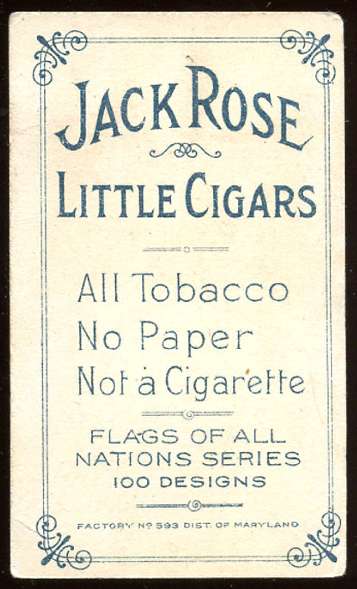 JACK ROSE
LITTLE CIGARS
All Tobacco
No Paper
Not a Cigarette
FLAGS OF ALL
NATIONS SERIES
100 DESIGNS
FACTORY Nº 593 DIST. OF MARYLAND